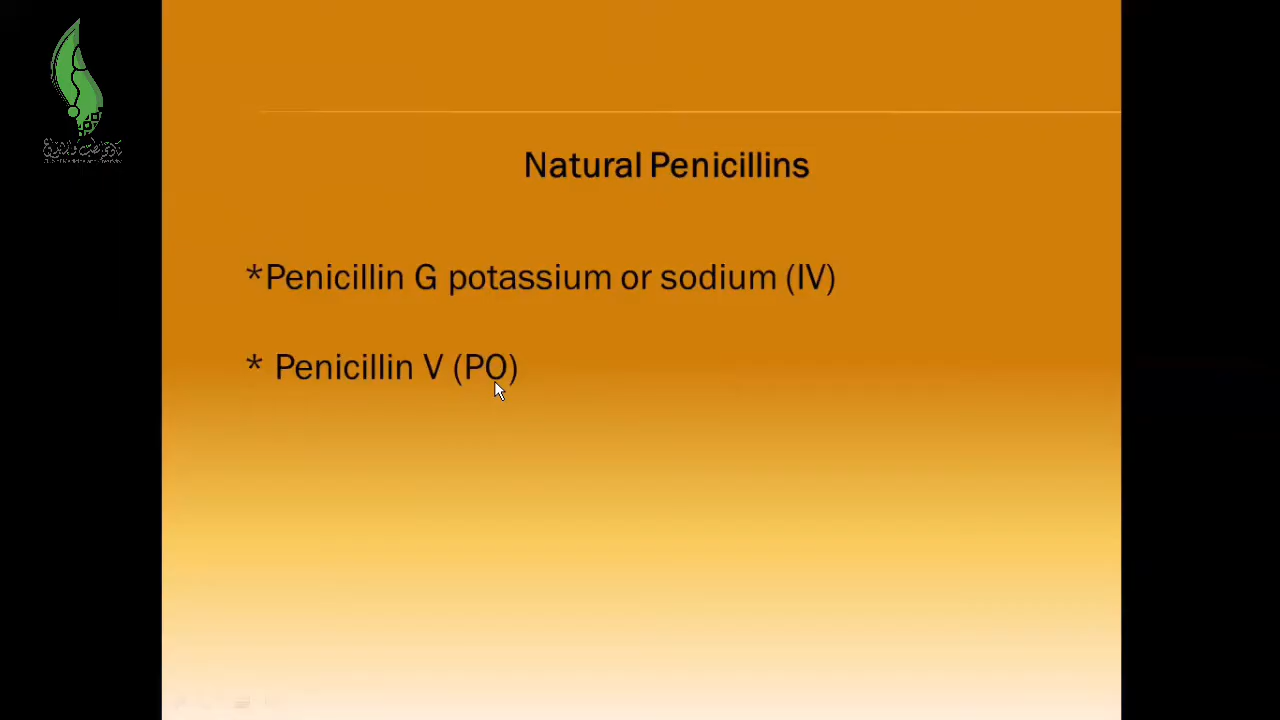 Natural Penicillins
*Penicillin G potassium or sodium (IV)
* Penicillin V (PO)